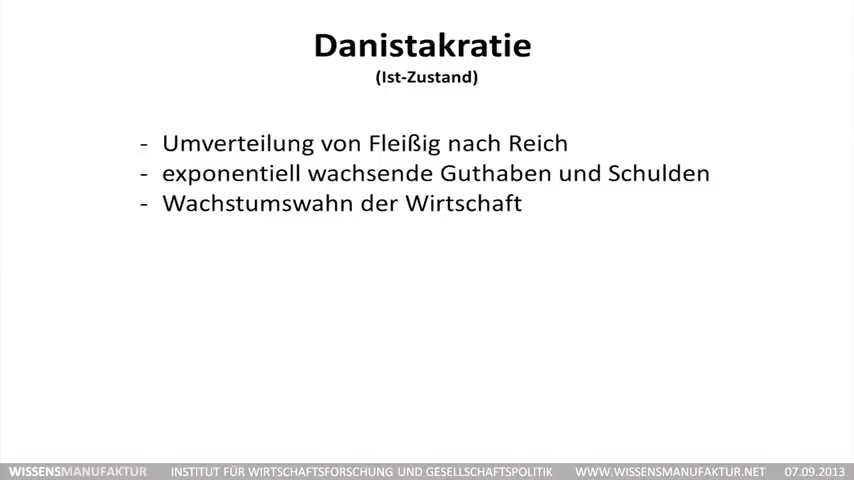 Danistakratie
(Ist-Zustand)
- Umverteilung von Fleißig nach Reich
- exponentiell wachsende Guthaben und Schulden
- Wachstumswahn der Wirtschaft
WISSENSMANUFAKTUR INSTITUT FÜR WIRTSCHAFTSFORSCHUNG UND GESELLSCHAFTSPOLITIK WWW.WISSENSMANUFAKTUR.NET 07.09.2013